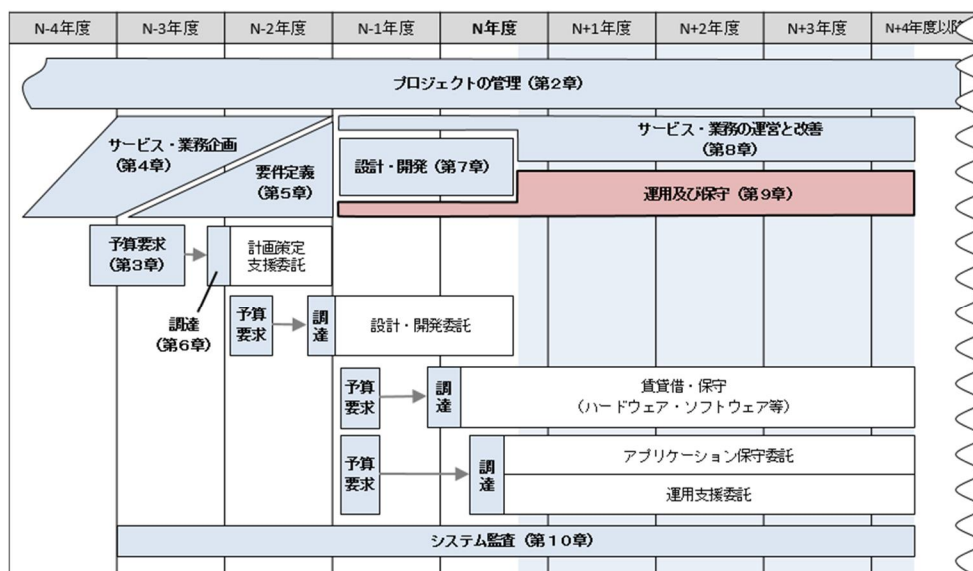 N-4年度 N-3年度 N-2年度 N-1年度 N年度 N+1年度 N+2年度 N+3年度 N+4年度以降
プロジェクトの管理（第２章）
サービス・業務企画
（第４章）
要件定義
（第５章）
設計・開発（第７章）
サービス・業務の運営と改善
（第８章）
運用及び保守（第９章）
予算要求
（第３章）
計画策定
支援委託
調達
（第６章）
予算
要求
調
達
設計・開発委託
予算
要求
調
達
賃貸借・保守
（ハードウェア・ソフトウェア等）
予算
要求
調
達
アプリケーション保守委託
運用支援委託
システム監査（第１０章）